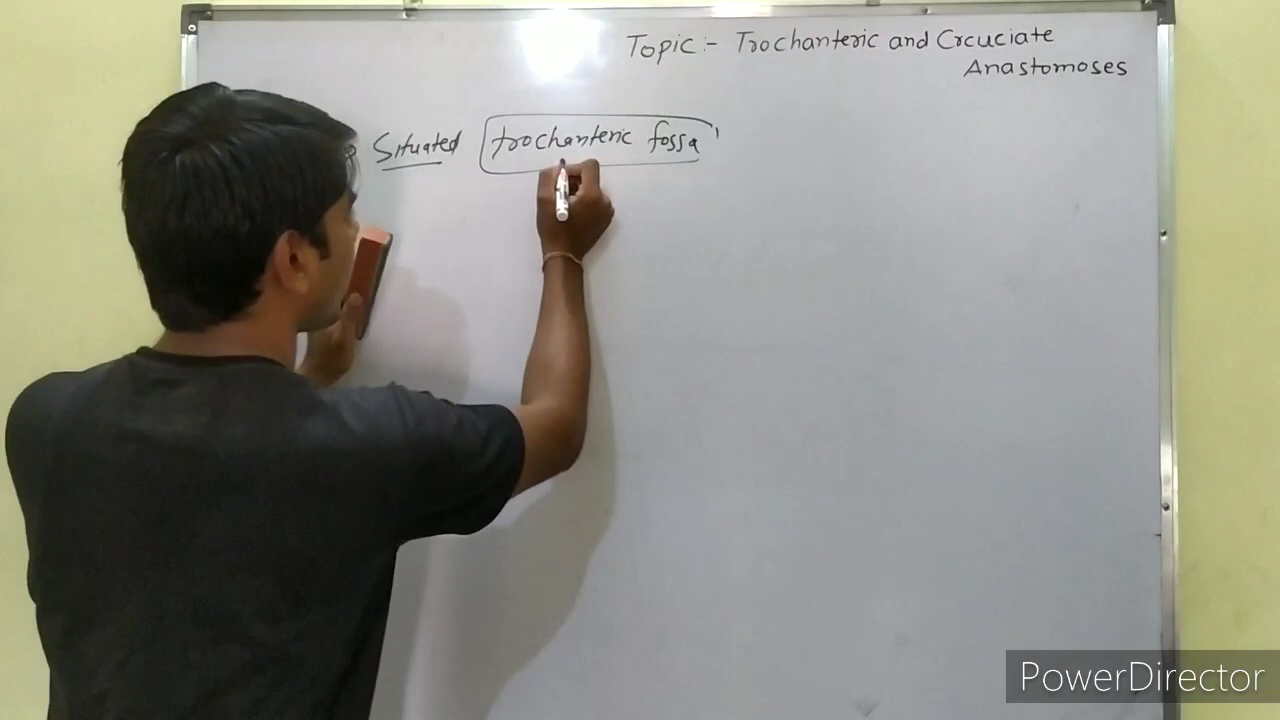 Topic:- Trochanteric and Crcuciate
Anastomoses
Situated trochanteric fossa
PowerDirector